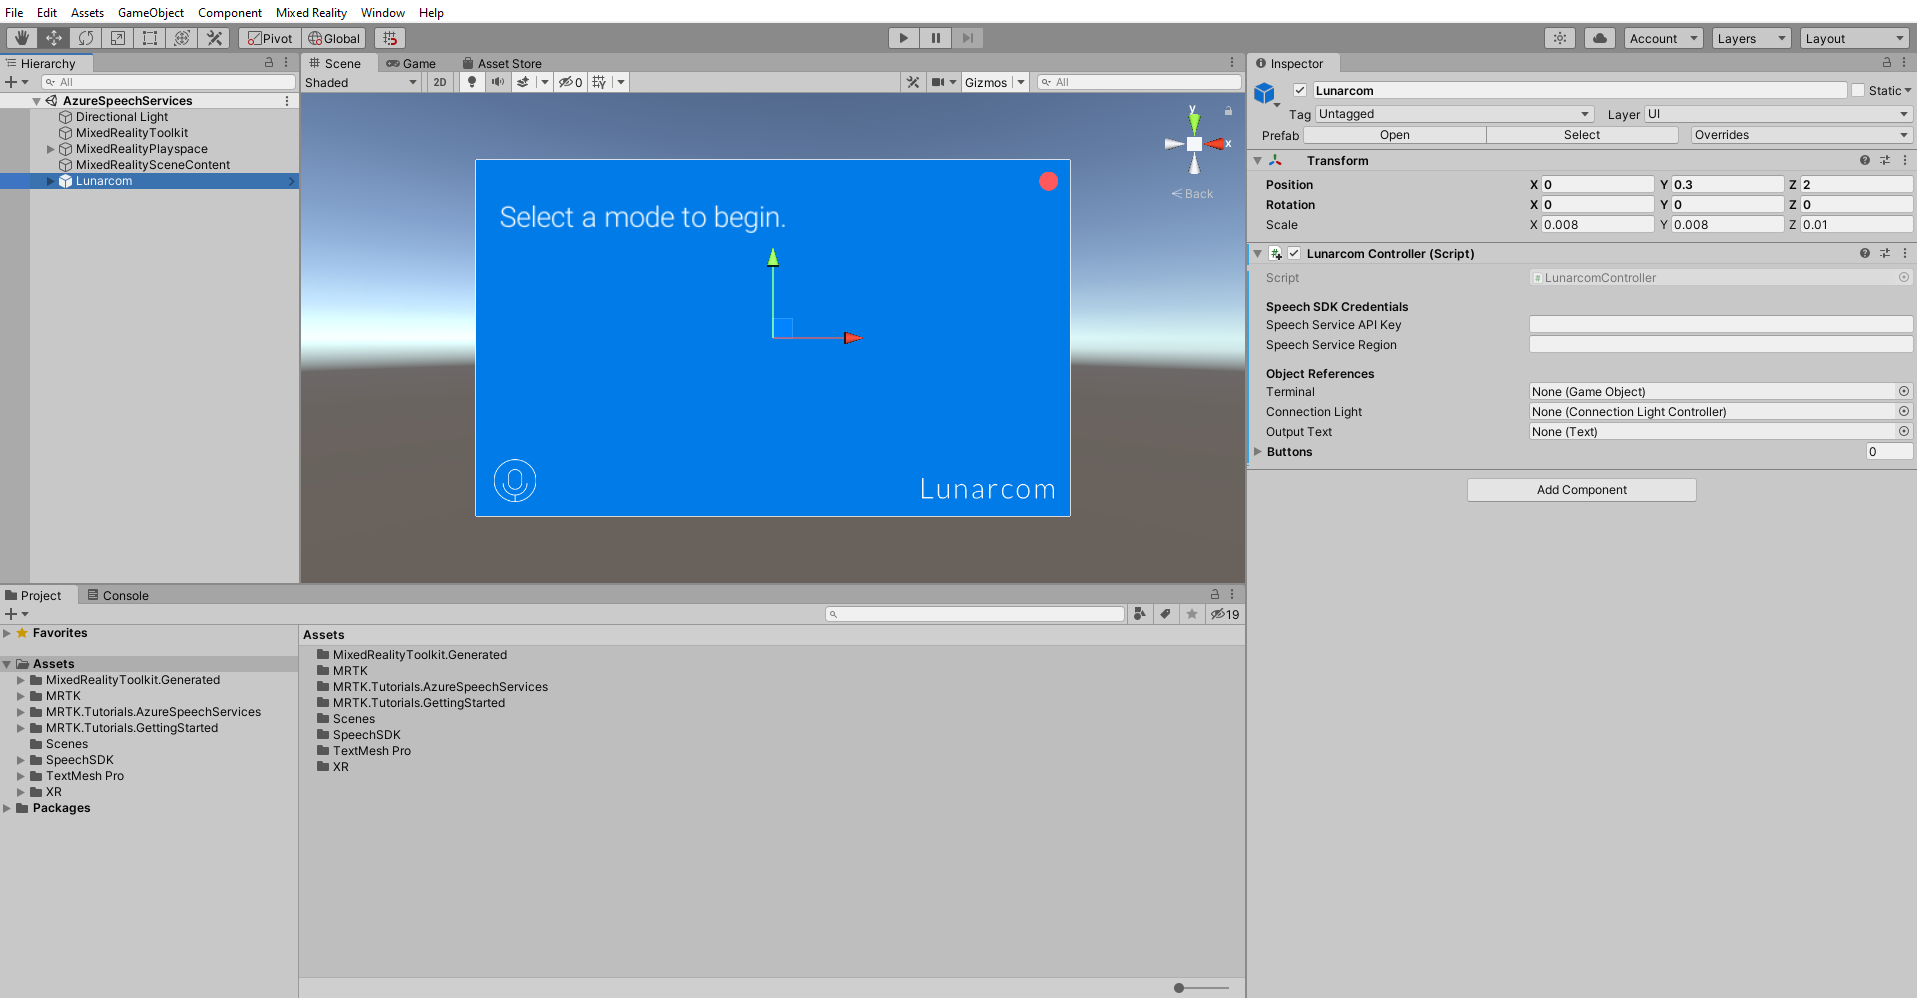 File Edit Assets GameObject Component Mixed Reality Window Help
Pivot Global Account Layers Layout
Hierarchy
All
AzureSpeechServices
Directional Light
MixedRealityToolkit
MixedRealityPlayspace
MixedRealitySceneContent
Lunarcom
Scene Game Asset Store
Shaded 2D 0 Gizmos All
y
x
Back
Select a mode to begin.
Lunarcom
Inspector
Lunarcom Static
Tag Untagged Layer UI
Prefab Open Select Overrides
Transform
Position X 0 Y 0.3 Z 2
Rotation X 0 Y 0 Z 0
Scale X 0.008 Y 0.008 Z 0.01
Lunarcom Controller (Script)
Script LunarcomController
Speech SDK Credentials
Speech Service API Key
Speech Service Region
Object References
Terminal None (Game Object)
Connection Light None (Connection Light Controller)
Output Text None (Text)
Buttons 0
Add Component
Project Console
19
Favorites
Assets
MixedRealityToolkit.Generated
MRTK
MRTK.Tutorials.AzureSpeechServices
MRTK.Tutorials.GettingStarted
Scenes
SpeechSDK
TextMesh Pro
XR
Packages
Assets
MixedRealityToolkit.Generated
MRTK
MRTK.Tutorials.AzureSpeechServices
MRTK.Tutorials.GettingStarted
Scenes
SpeechSDK
TextMesh Pro
XR